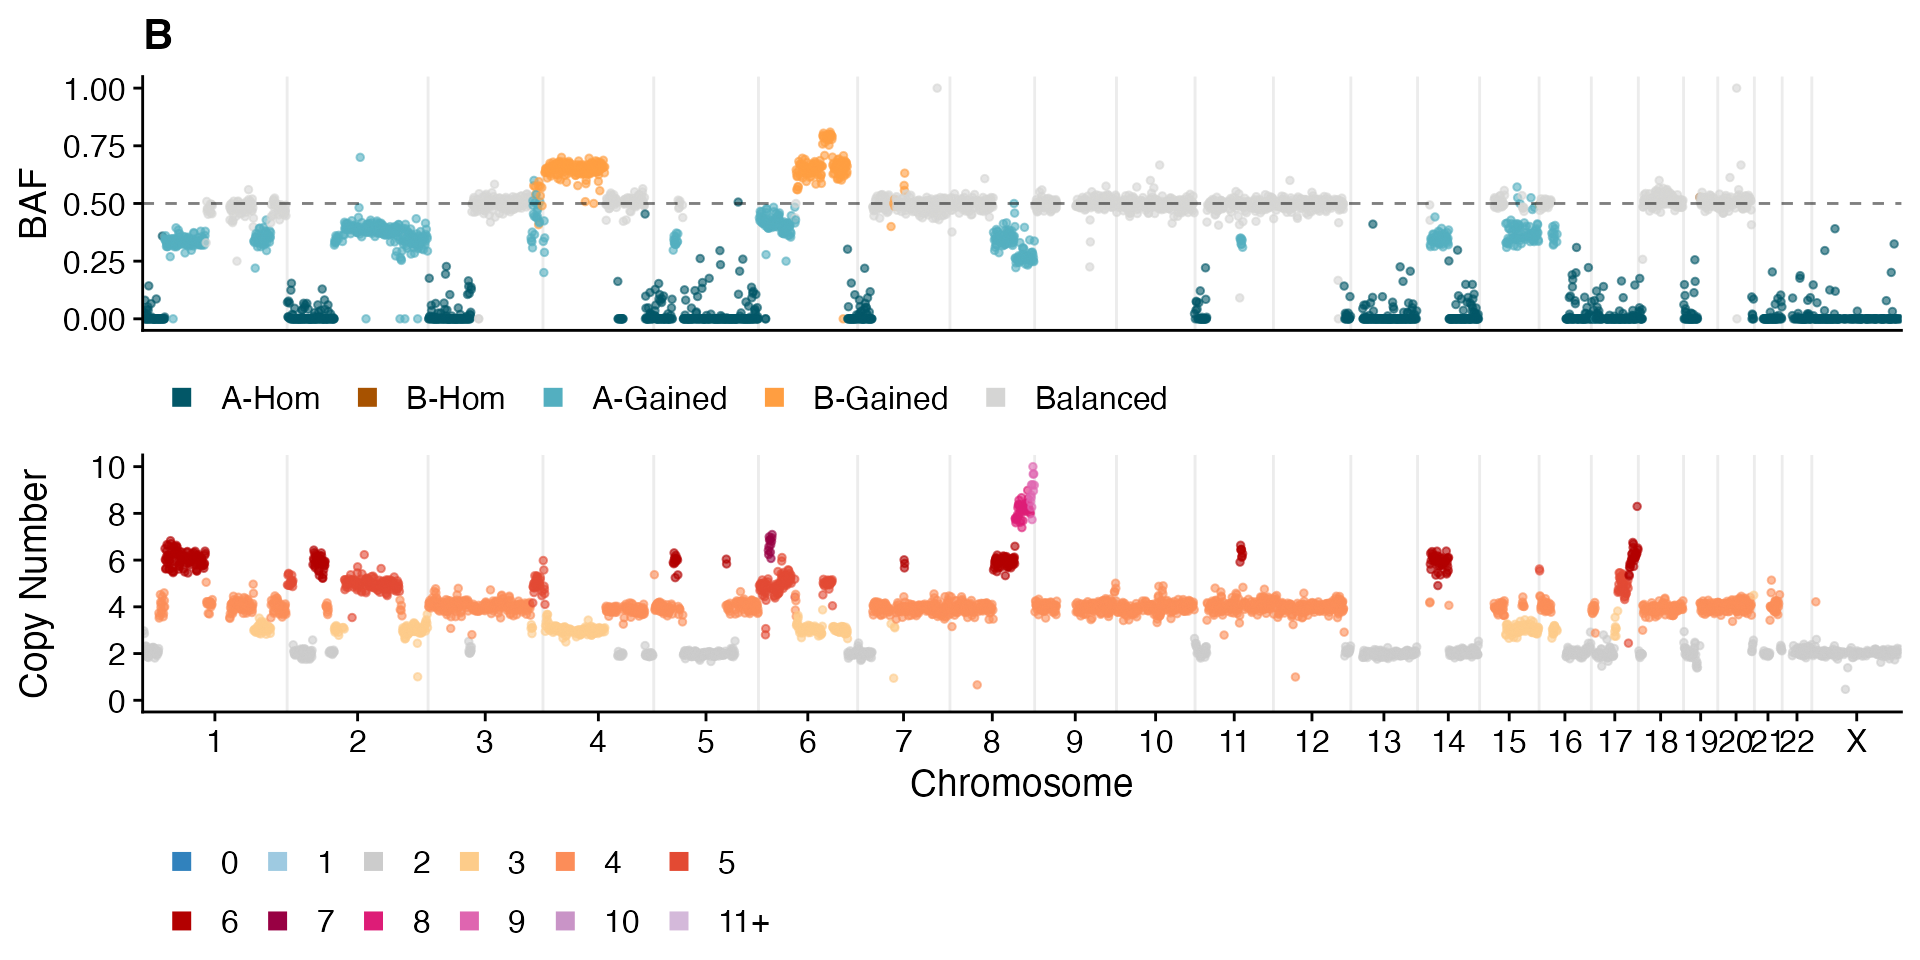 B
BAF
1.00
0.75
0.50
0.25
0.00
A-Hom B-Hom A-Gained B-Gained Balanced
Copy Number
10
8
6
4
2
0
1 2 3 4 5 6 7 8 9 10 11 12 13 14 15 16 17 18 19 20 21 22 X
Chromosome
0 1 2 3 4 5
6 7 8 9 10 11+